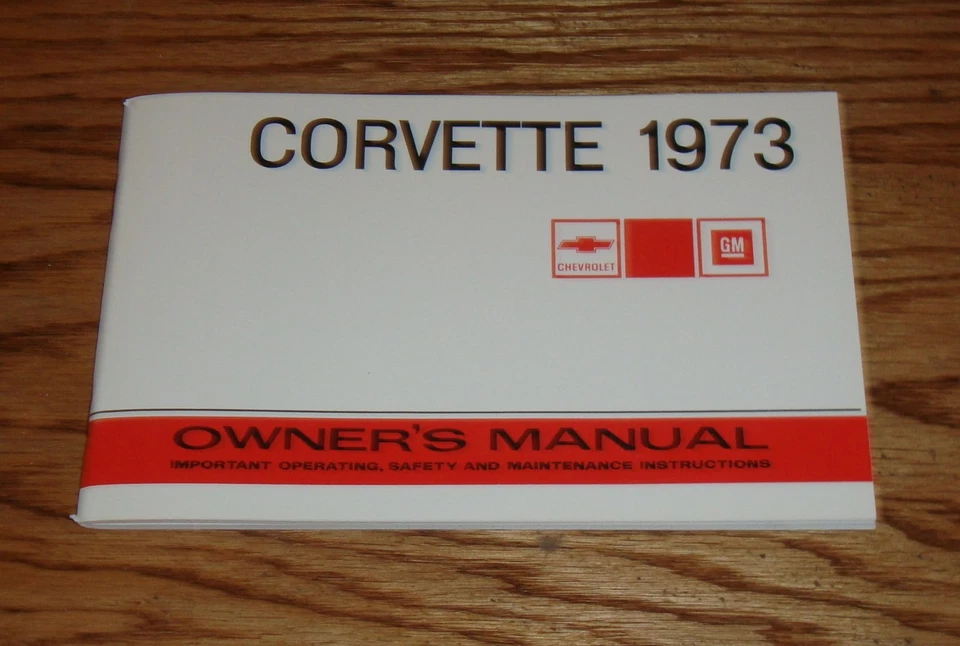 CORVETTE 1973
CHEVROLET
GM
OWNER'S MANUAL
IMPORTANT OPERATING, SAFETY AND MAINTENANCE INSTRUCTIONS